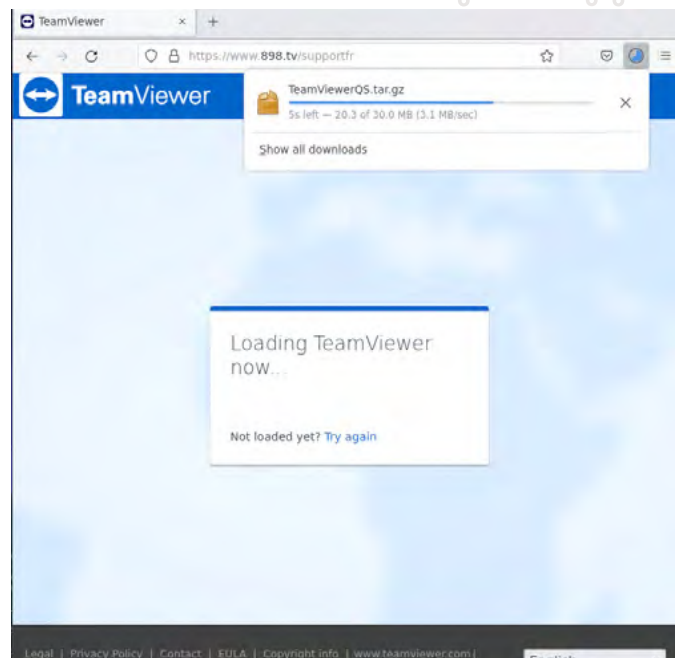 TeamViewer
https://www.898.tv/supportfr
TeamViewer
TeamViewerQS.tar.gz
5s left — 20.3 of 30.0 MB (3.1 MB/sec)
Show all downloads
Loading TeamViewer
now...
Not loaded yet? Try again
Legal | Privacy Policy | Contact | EULA | Copyright info | www.teamviewer.com |
English